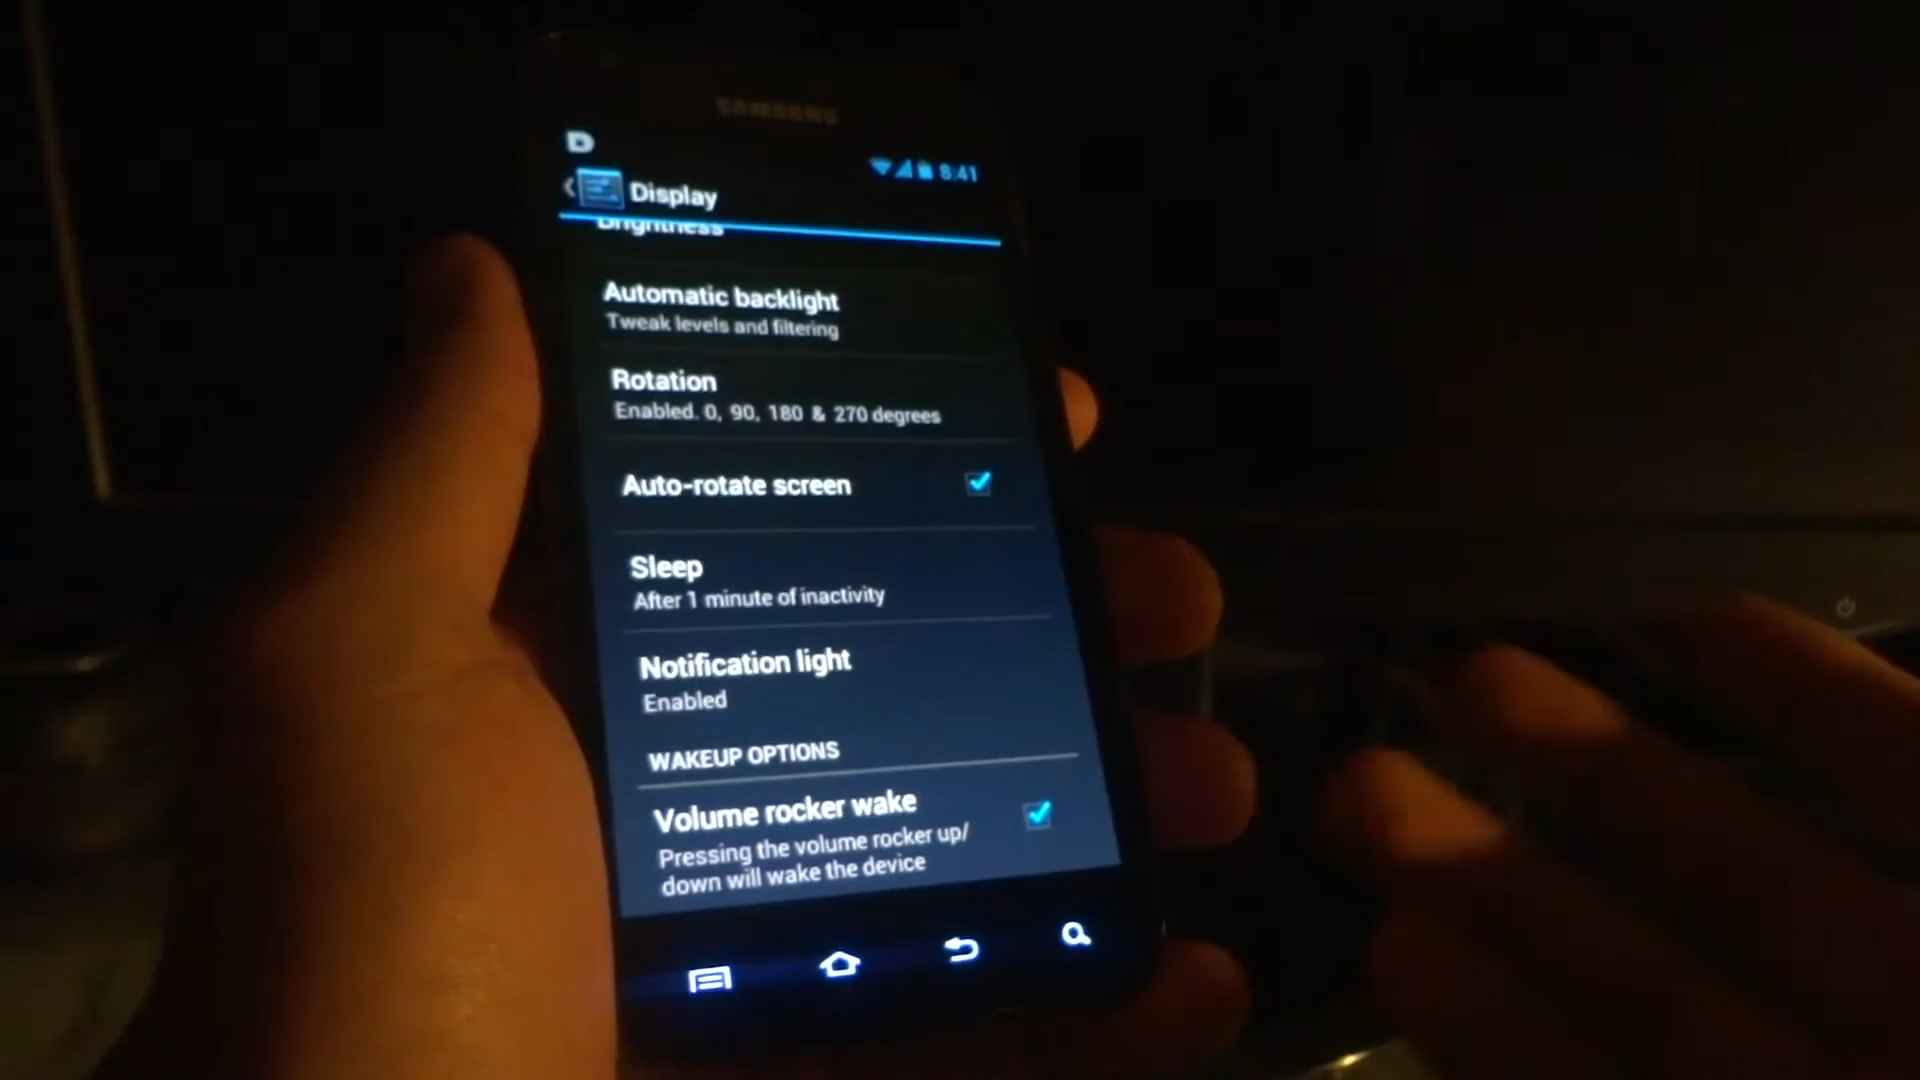 SAMSUNG
D
8:41
Display
Brightness
Automatic backlight
Tweak levels and filtering
Rotation
Enabled. 0, 90, 180 & 270 degrees
Auto-rotate screen
Sleep
After 1 minute of inactivity
Notification light
Enabled
WAKEUP OPTIONS
Volume rocker wake
Pressing the volume rocker up/
down will wake the device